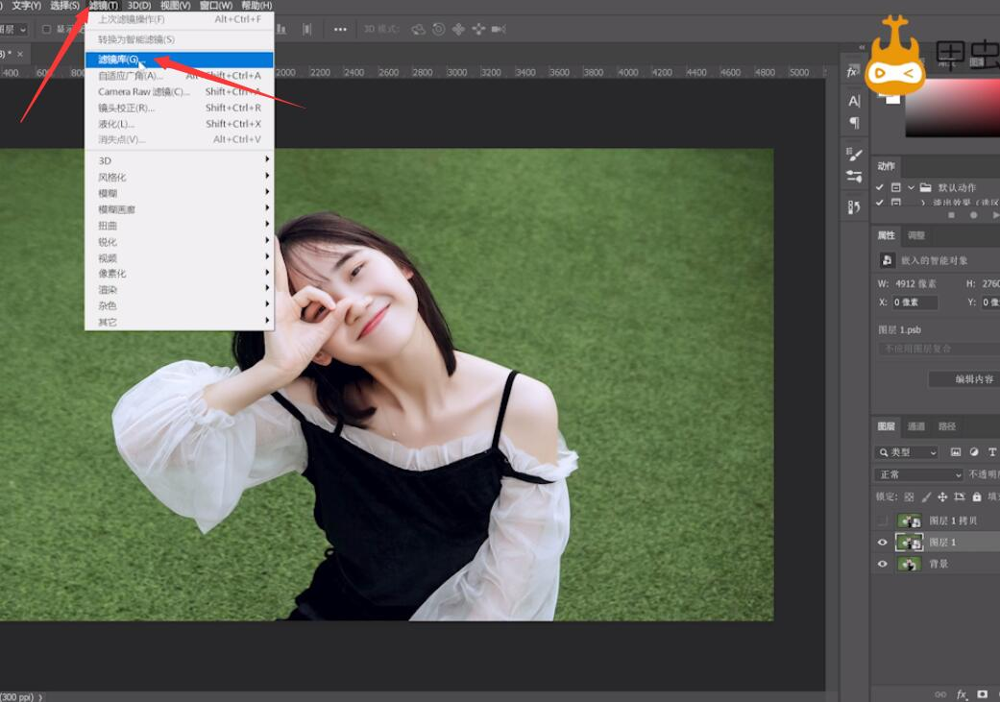 文字(Y) 选择(S) 滤镜(T) 3D(D) 视图(V) 窗口(W) 帮助(H)
3D 模式:
400 600 800 2000 2200 2400 2600 2800 3000 3200 3400 3600 3800 4000 4200 4400 4600 4800 5000
上次滤镜操作(F) Alt+Ctrl+F
转换为智能滤镜(S)
滤镜库(G)...
自适应广角(A)... Alt+Shift+Ctrl+A
Camera Raw 滤镜(C)... Shift+Ctrl+A
镜头校正(R)... Shift+Ctrl+R
液化(L)... Shift+Ctrl+X
消失点(V)... Alt+Ctrl+V
3D
风格化
模糊
模糊画廊
扭曲
锐化
视频
像素化
渲染
杂色
其它
动作
默认动作
淡出效果 (选区
属性 调整
嵌入的智能对象
W: 4912 像素 H: 2760
X: 0 像素 Y: 0 像
图层 1.psb
不应用图层复合
编辑内容
图层 通道 路径
类型
正常 不透明
锁定: 填
图层 1 拷贝
图层 1
背景
(300 ppi)